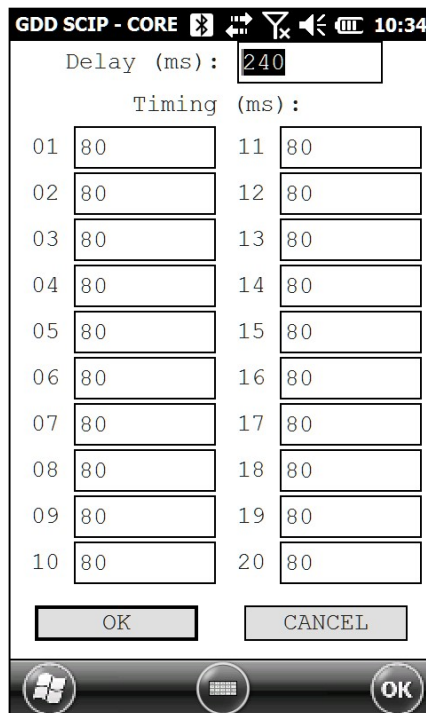 GDD SCIP - CORE 10:34
Delay (ms): 240
Timing (ms):
01 80 11 80
02 80 12 80
03 80 13 80
04 80 14 80
05 80 15 80
06 80 16 80
07 80 17 80
08 80 18 80
09 80 19 80
10 80 20 80
OK CANCEL
OK